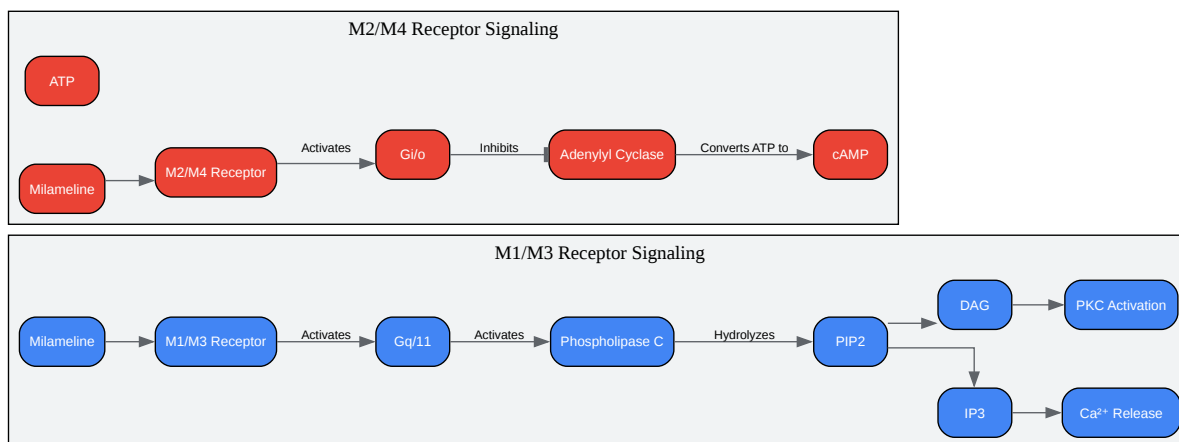 M2/M4 Receptor Signaling
ATP
Milameline
M2/M4 Receptor
Activates
Gi/o
Inhibits
Adenylyl Cyclase
Converts ATP to
cAMP
M1/M3 Receptor Signaling
Milameline
M1/M3 Receptor
Activates
Gq/11
Activates
Phospholipase C
Hydrolyzes
PIP2
DAG
PKC Activation
IP3
Ca²⁺ Release